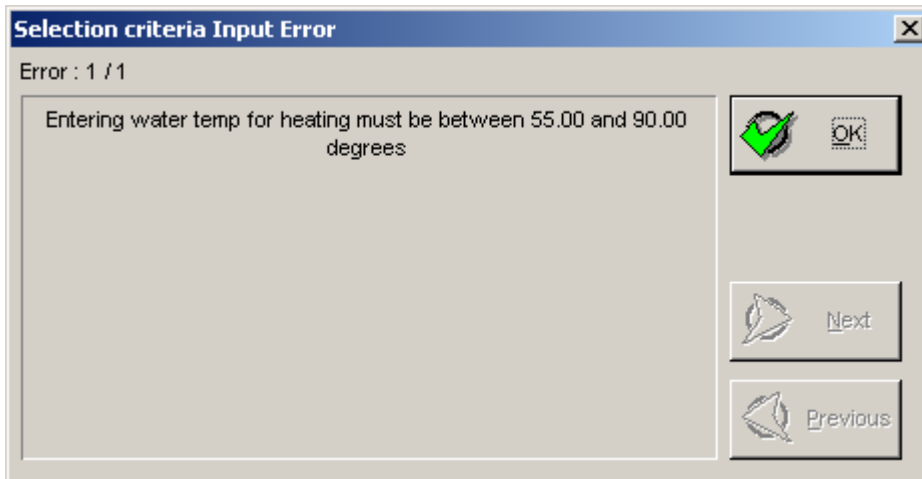 Selection criteria Input Error
Error : 1 / 1
Entering water temp for heating must be between 55.00 and 90.00
degrees
OK
Next
Previous